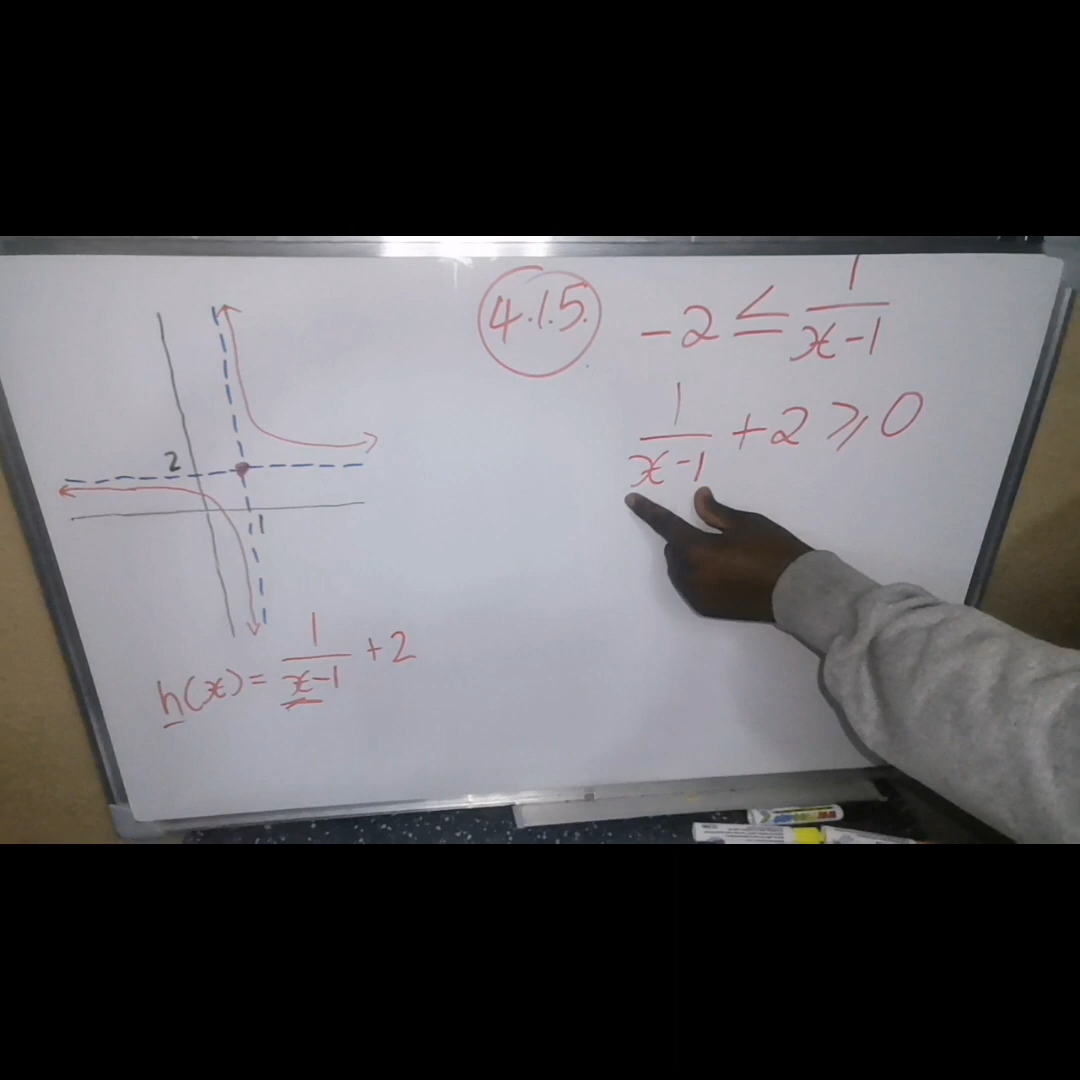 4.1.5.
-2 ≤ 1/(x-1)
1/(x-1) + 2 ≥ 0
2
1
h(x) = 1/(x-1) + 2